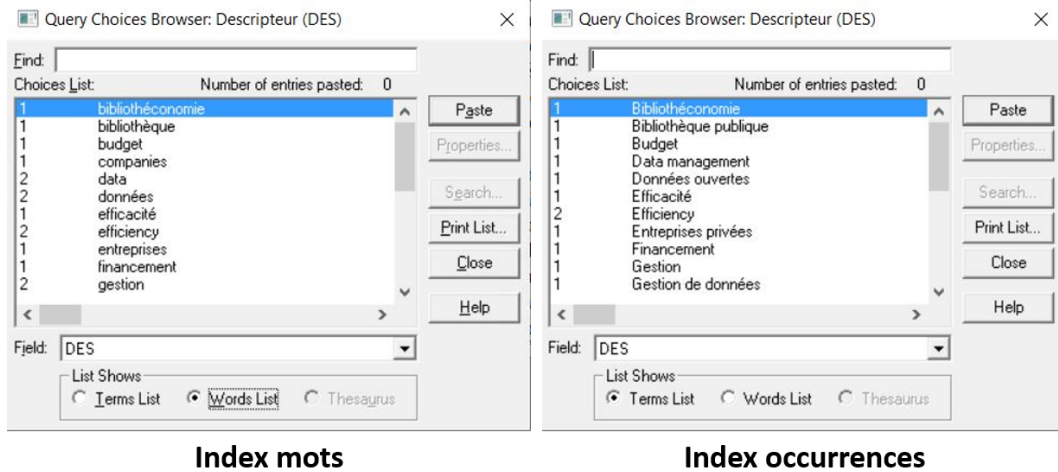 Query Choices Browser: Descripteur (DES)
Find:
Choices List: Number of entries pasted: 0
1 bibliothéconomie
1 bibliothèque
1 budget
1 companies
2 data
2 données
1 efficacité
2 efficiency
1 entreprises
1 financement
2 gestion
Paste
Properties...
Search...
Print List...
Close
Help
Field: DES
List Shows
Terms List Words List Thesaurus
Index mots
Query Choices Browser: Descripteur (DES)
Find:
Choices List: Number of entries pasted: 0
1 Bibliothéconomie
1 Bibliothèque publique
1 Budget
1 Data management
1 Données ouvertes
1 Efficacité
2 Efficiency
1 Entreprises privées
1 Financement
1 Gestion
1 Gestion de données
Paste
Properties...
Search...
Print List...
Close
Help
Field: DES
List Shows
Terms List Words List Thesaurus
Index occurrences